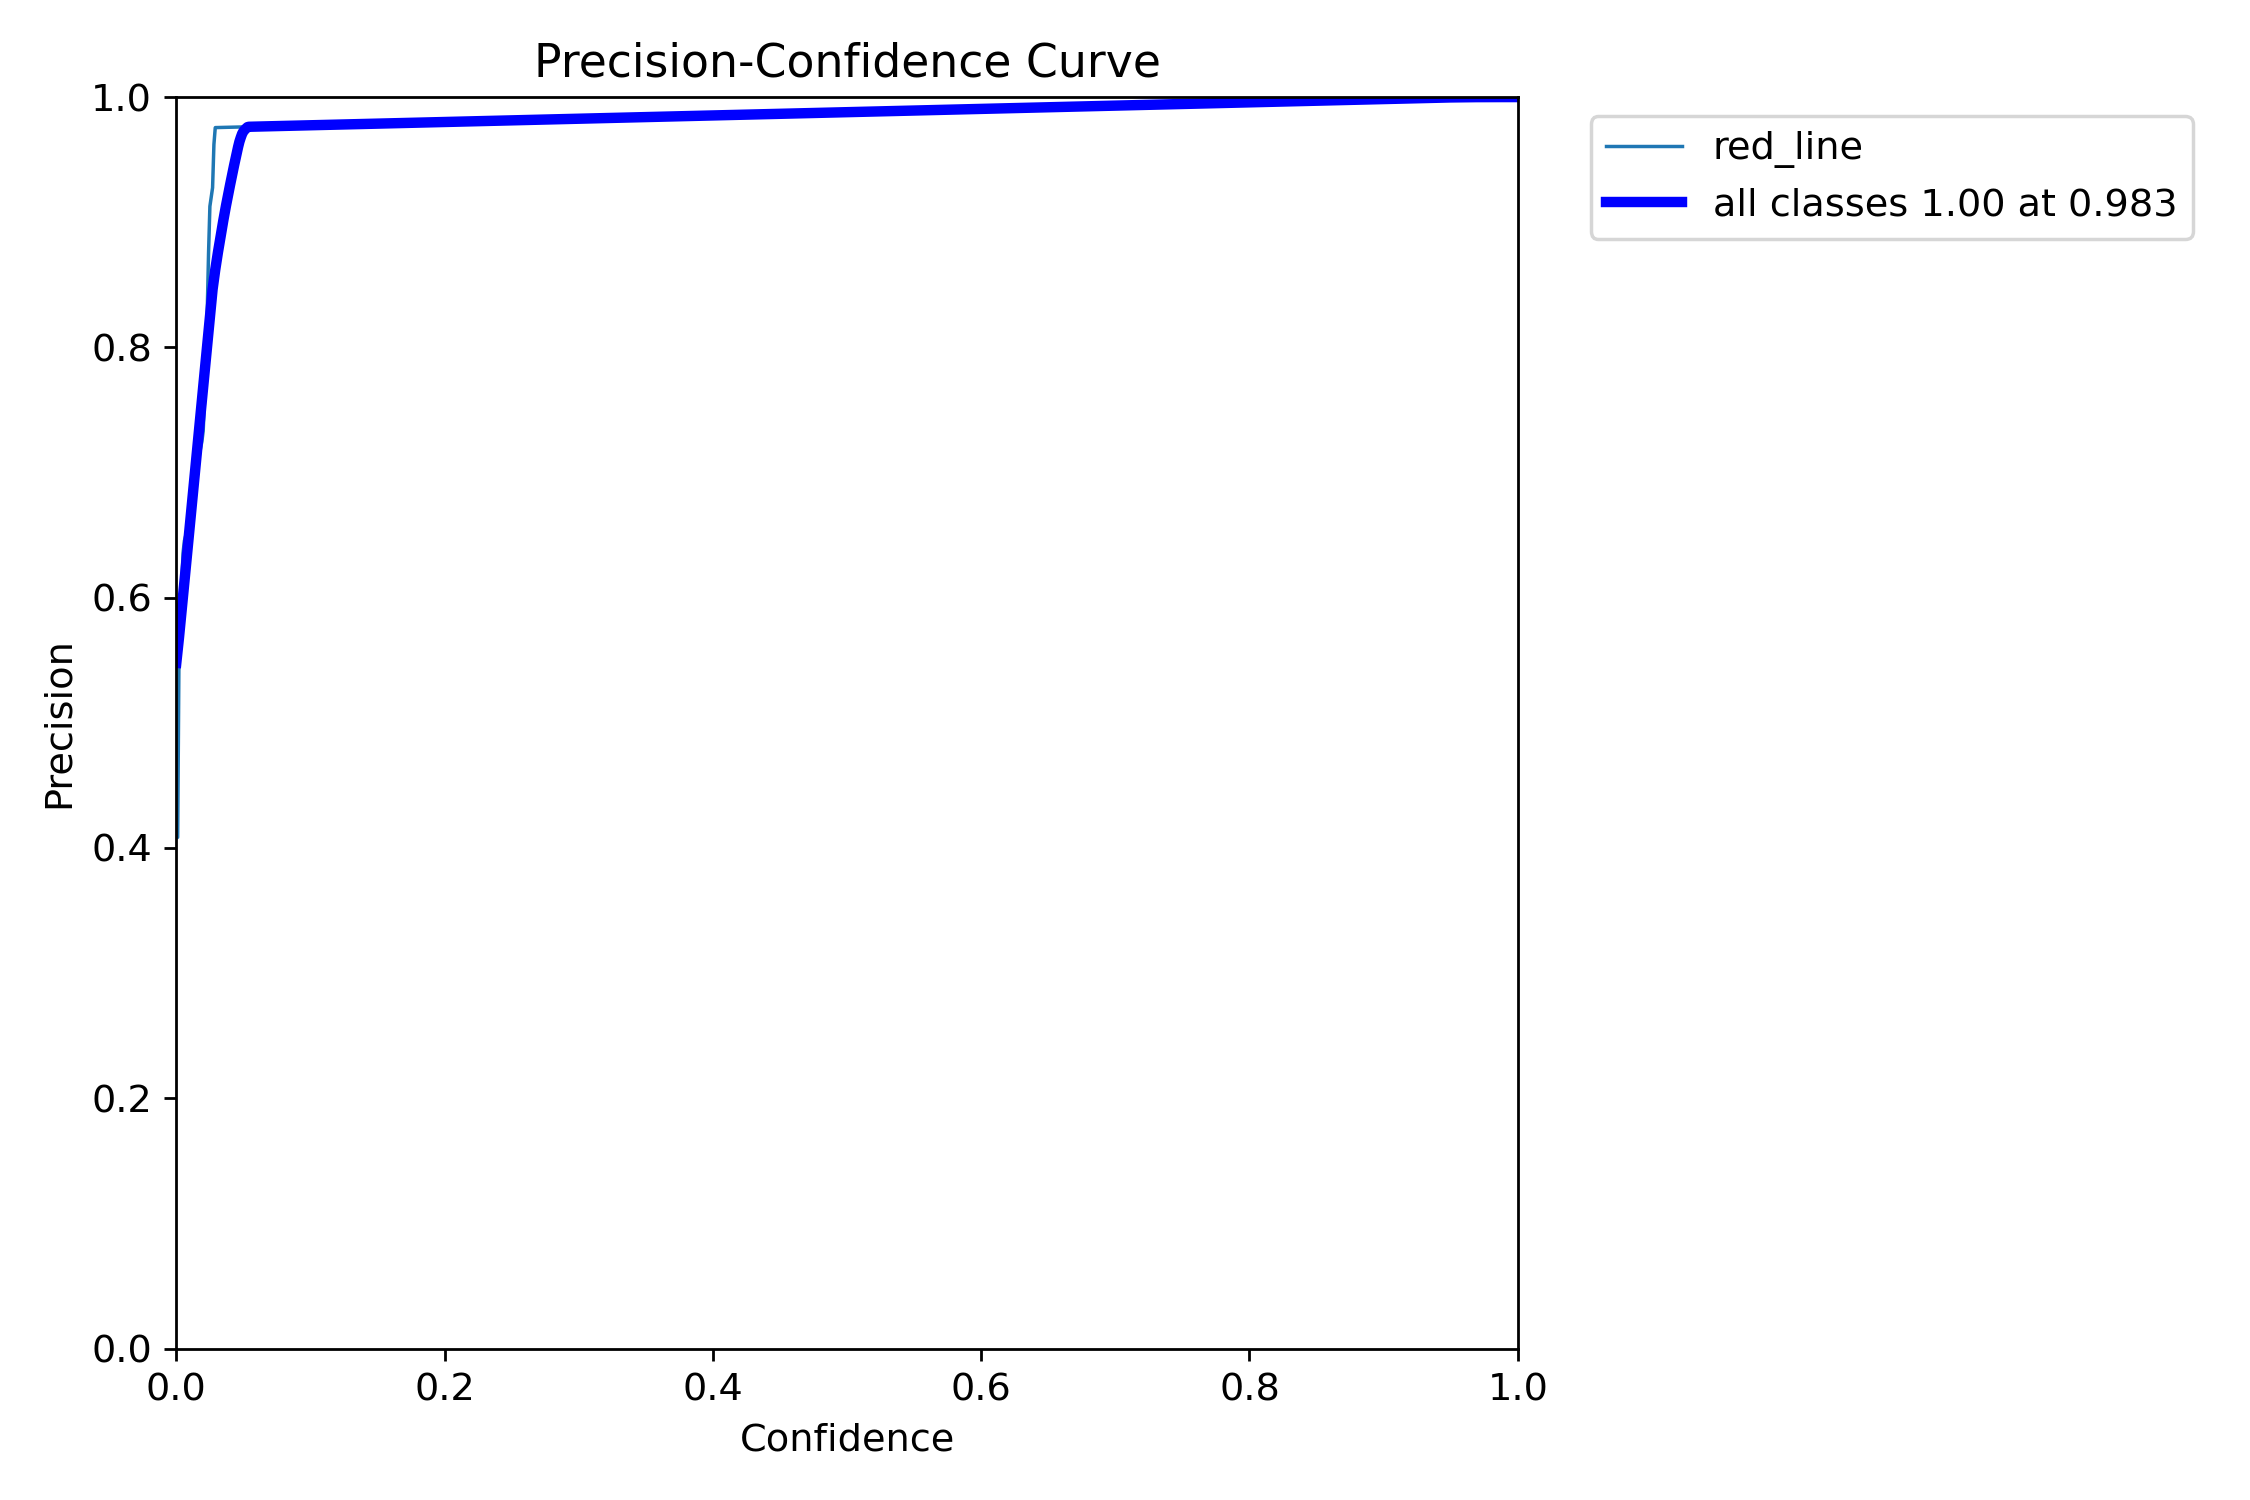 Precision-Confidence Curve
1.0
0.8
0.6
0.4
0.2
0.0
Precision
0.0 0.2 0.4 0.6 0.8 1.0
Confidence
red_line
all classes 1.00 at 0.983